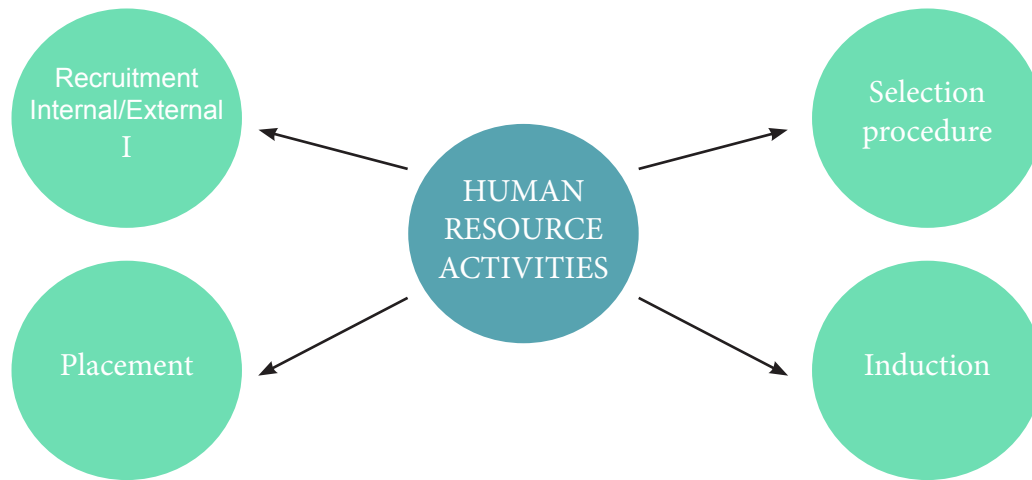 Recruitment
Internal/External
I
Selection
procedure
HUMAN
RESOURCE
ACTIVITIES
Placement
Induction